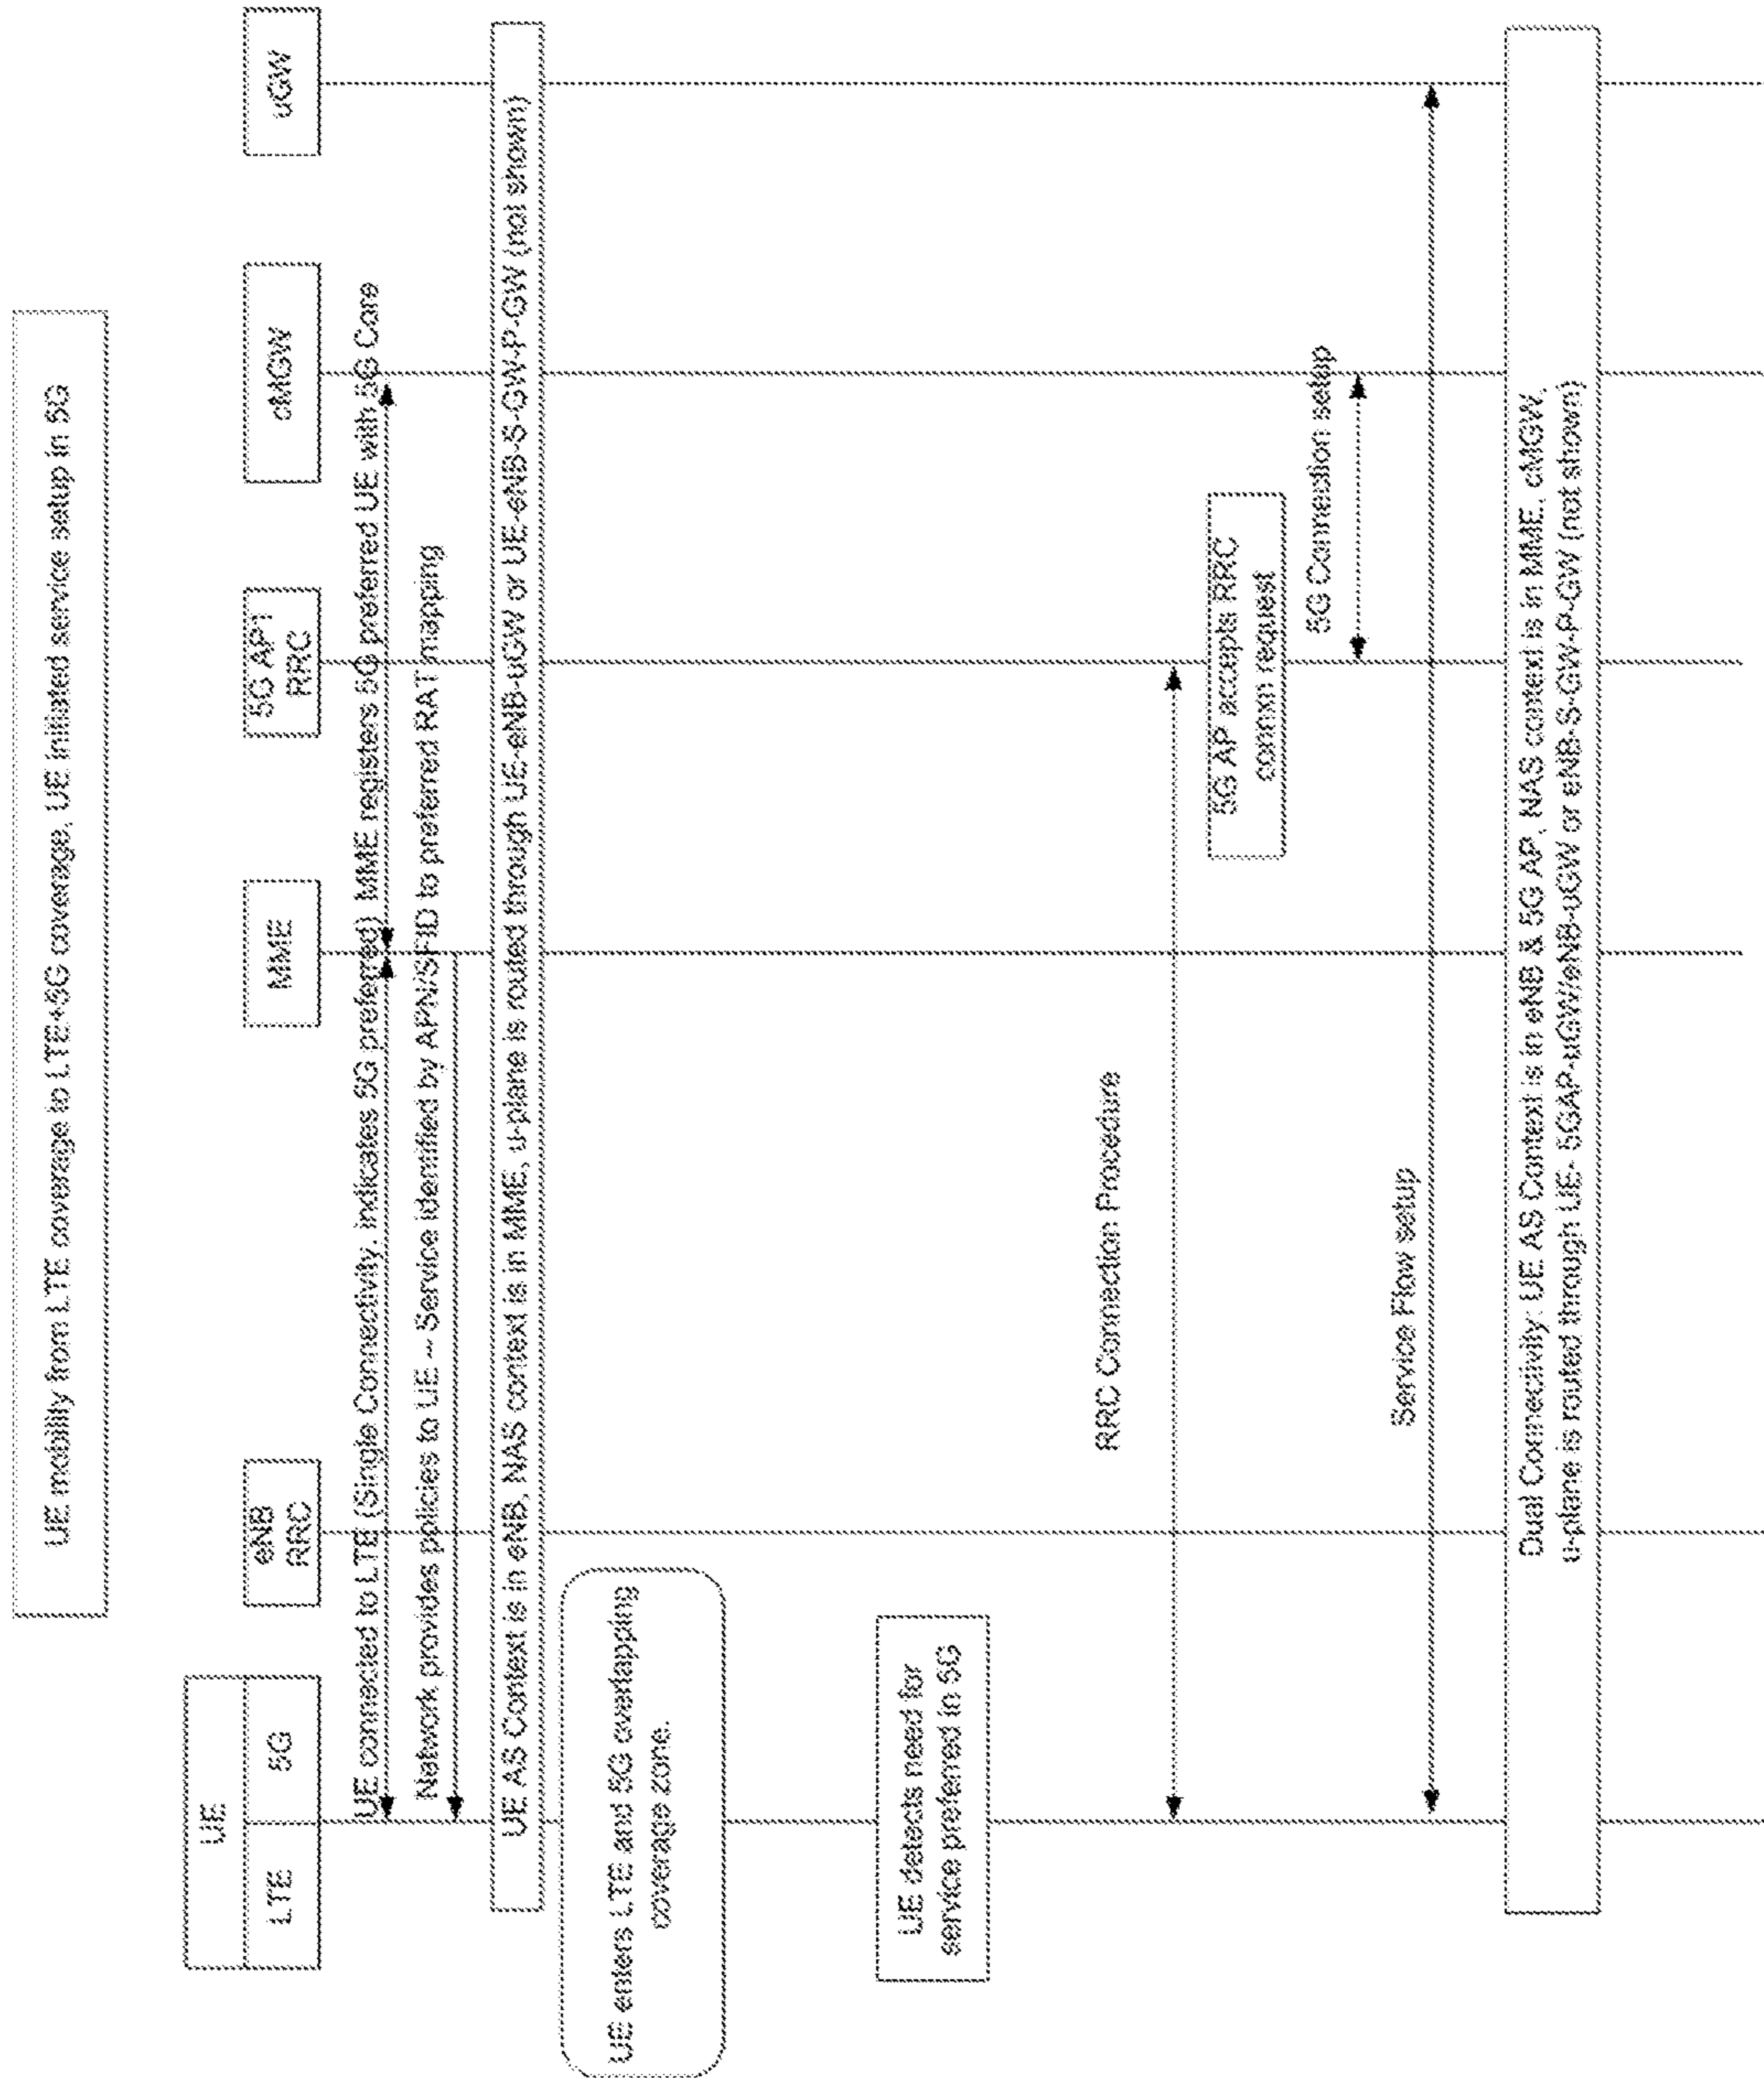 UE mobility from LTE coverage to LTE+5G coverage, UE initiated service setup in 5G
UE
LTE
5G
eNB
RRC
MME
5G AP1
RRC
cMGW
uGW
UE connected to LTE (Single Connectivity, indicates 5G preferred) MME registers 5G preferred UE with 5G Core
Network provides policies to UE -- Service identified by APN/SFID to preferred RAT mapping
UE AS Context is in eNB, NAS context is in MME, u-plane is routed through UE-eNB-uGW or UE-eNB-S-GW-P-GW (not shown)
UE enters LTE and 5G overlapping
coverage zone.
UE detects need for
service preferred in 5G
RRC Connection Procedure
5G AP accepts RRC
connxn request
5G Connection setup
Service Flow setup
Dual Connectivity: UE AS Context is in eNB & 5G AP, NAS context is in MME, cMGW,
u-plane is routed through UE- 5GAP-uGW/eNB-uGW or eNB-S-GW-P-GW (not shown)